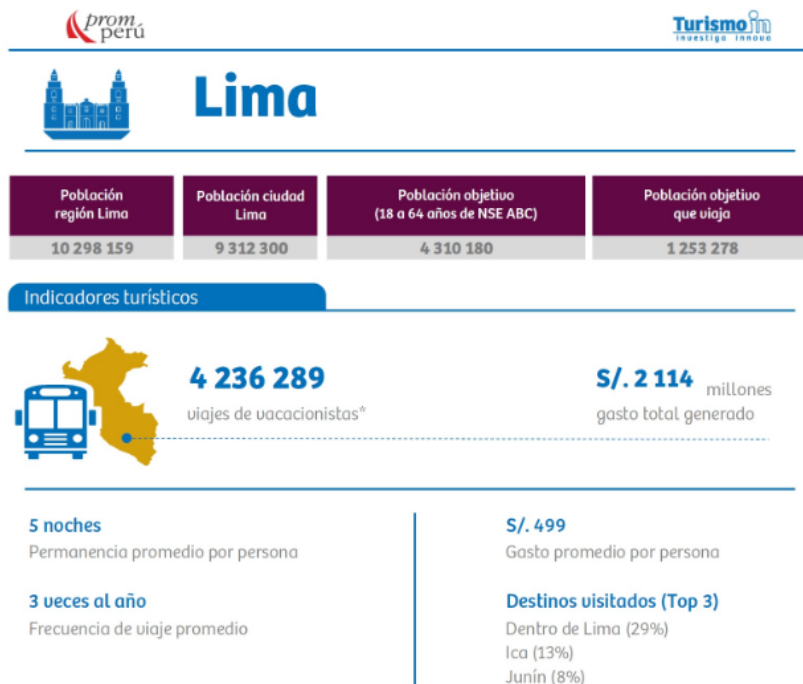 prom
perú
Turismo in
investiga innova
Lima
Población
región Lima
Población ciudad
Lima
Población objetivo
(18 a 64 años de NSE ABC)
Población objetivo
que viaja
10 298 159
9 312 300
4 310 180
1 253 278
Indicadores turísticos
4 236 289
viajes de vacacionistas*
S/. 2 114 millones
gasto total generado
5 noches
Permanencia promedio por persona
3 veces al año
Frecuencia de viaje promedio
S/. 499
Gasto promedio por persona
Destinos visitados (Top 3)
Dentro de Lima (29%)
Ica (13%)
Junín (8%)